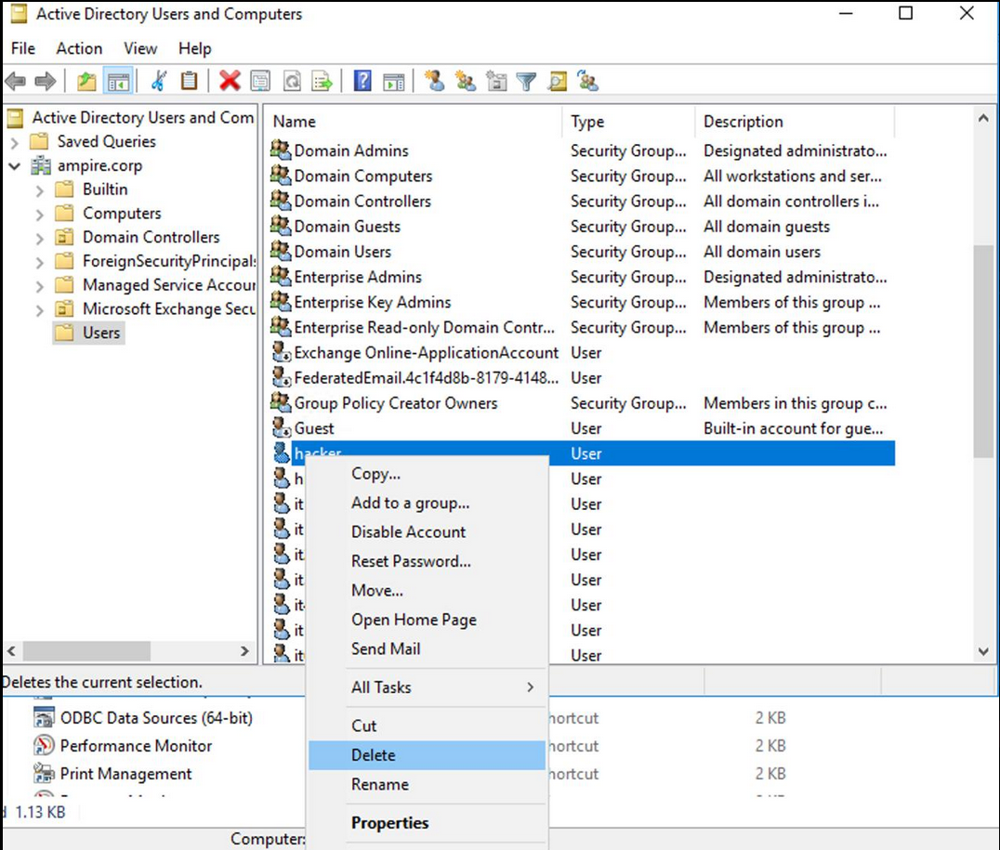 Active Directory Users and Computers
File Action View Help
Active Directory Users and Com
Saved Queries
ampire.corp
Builtin
Computers
Domain Controllers
ForeignSecurityPrincipals
Managed Service Accour
Microsoft Exchange Secu
Users
Name Type Description
Domain Admins Security Group... Designated administrato...
Domain Computers Security Group... All workstations and ser...
Domain Controllers Security Group... All domain controllers i...
Domain Guests Security Group... All domain guests
Domain Users Security Group... All domain users
Enterprise Admins Security Group... Designated administrato...
Enterprise Key Admins Security Group... Members of this group ...
Enterprise Read-only Domain Contr... Security Group... Members of this group ...
Exchange Online-ApplicationAccount User
FederatedEmail.4c1f4d8b-8179-4148... User
Group Policy Creator Owners Security Group... Members in this group c...
Guest User Built-in account for gue...
hacker User
h User
it User
it User
it User
it User
it User
it User
it User
Copy...
Add to a group...
Disable Account
Reset Password...
Move...
Open Home Page
Send Mail
All Tasks
Cut
Delete
Rename
Properties
Deletes the current selection.
ODBC Data Sources (64-bit) hortcut 2 KB
Performance Monitor hortcut 2 KB
Print Management hortcut 2 KB
1.13 KB
Computer: